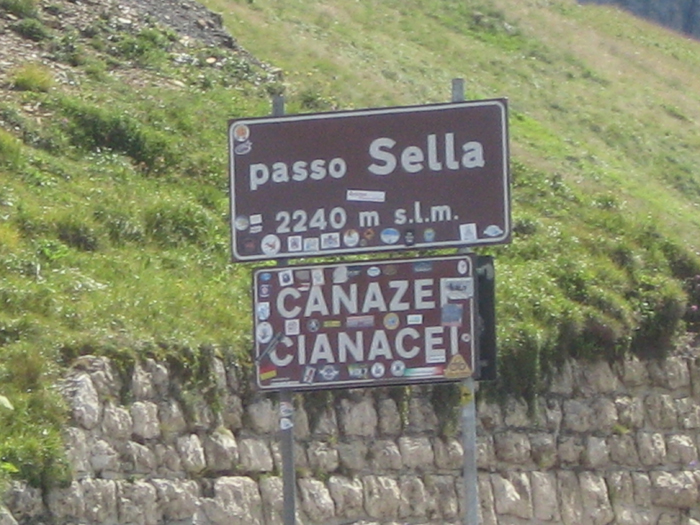 passo Sella
2240 m s.l.m.
CANAZEI
CIANACEI